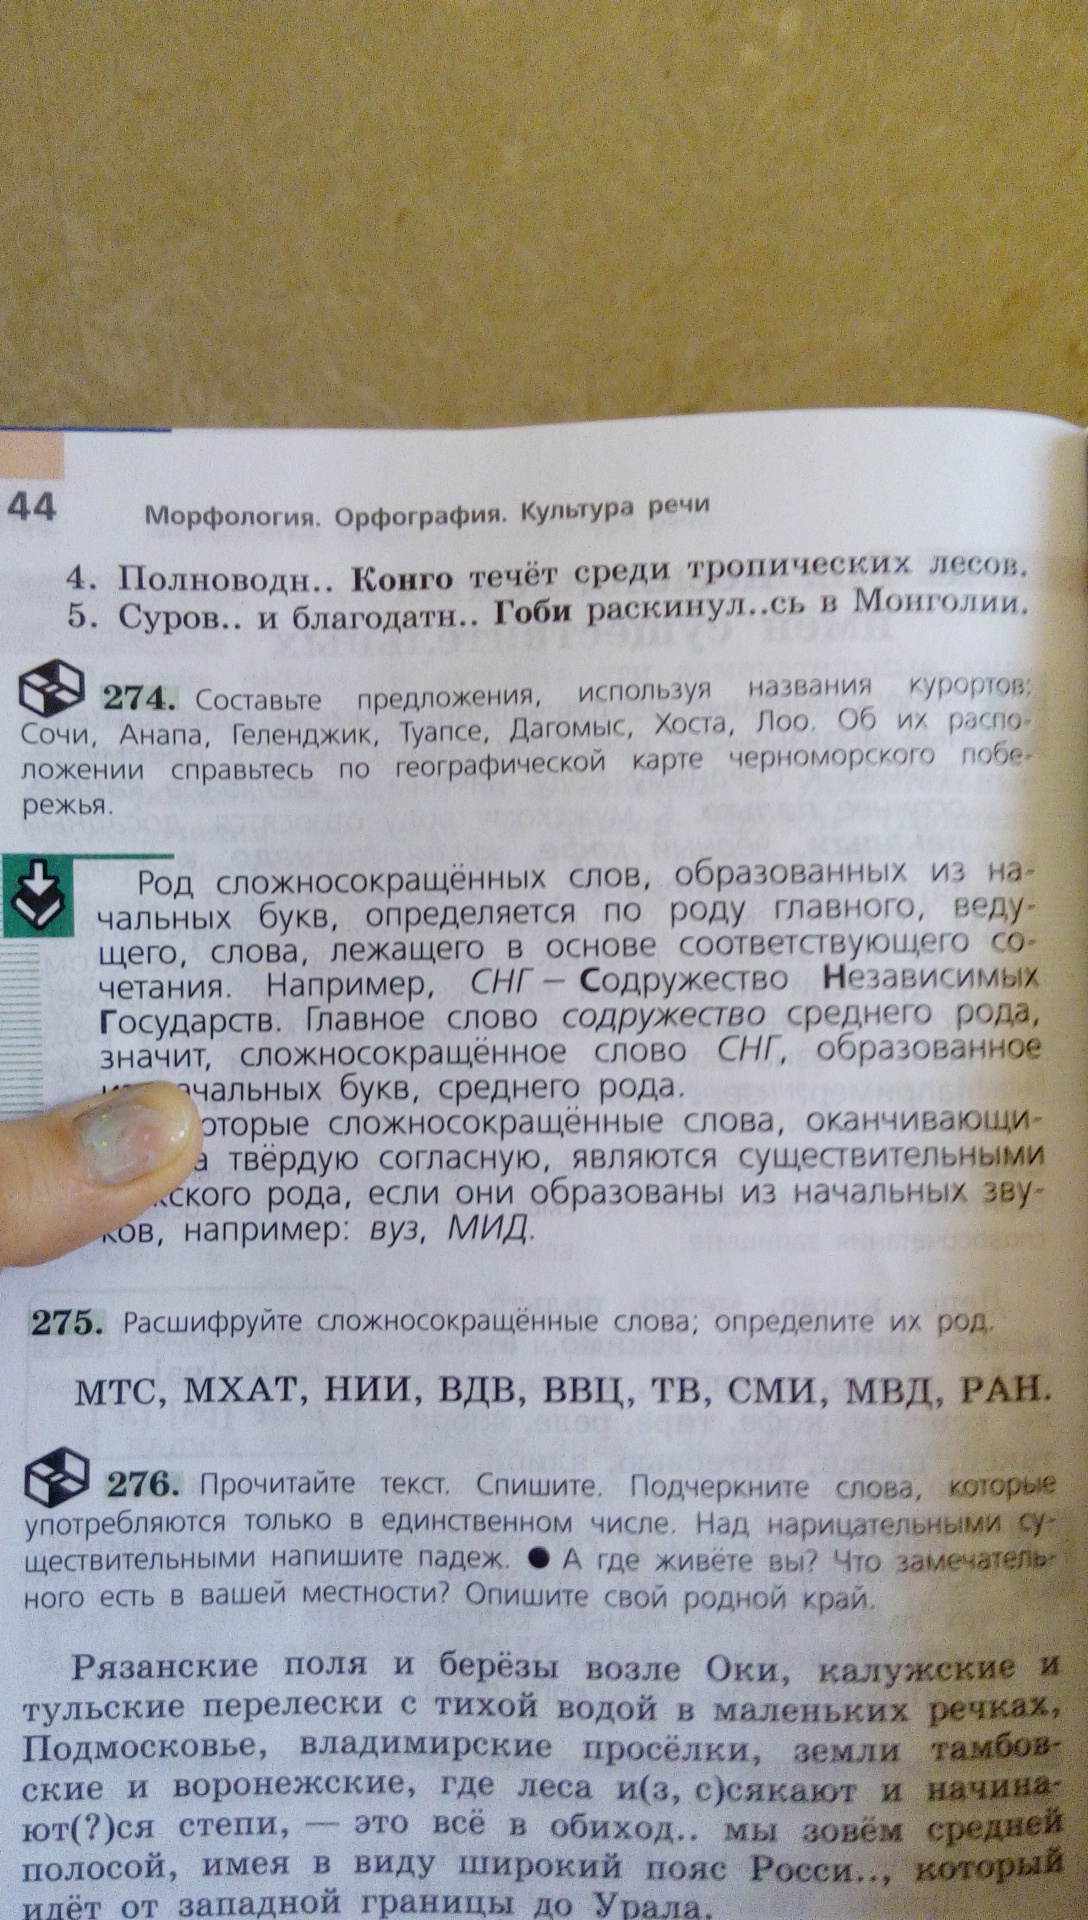 44
Морфология. Орфография. Культура речи
4. Полноводн.. Конго течёт среди тропических лесов.
5. Суров.. и благодатн.. Гоби раскинул..сь в Монголии.
274. Составьте предложения, используя названия курортов:
Сочи, Анапа, Геленджик, Туапсе, Дагомыс, Хоста, Лоо. Об их распо-
ложении справьтесь по географической карте черноморского побе-
режья.
Род сложносокращённых слов, образованных из на-
чальных букв, определяется по роду главного, веду-
щего, слова, лежащего в основе соответствующего со-
четания. Например, СНГ – Содружество Независимых
Государств. Главное слово содружество среднего рода,
значит, сложносокращённое слово СНГ, образованное
чальных букв, среднего рода.
оторые сложносокращённые слова, оканчивающи-
а твёрдую согласную, являются существительными
ского рода, если они образованы из начальных зву-
ков, например: вуз, МИД.
275. Расшифруйте сложносокращённые слова; определите их род.
МТС, МХАТ, НИИ, ВДВ, ВВЦ, ТВ, СМИ, МВД, РАН.
276. Прочитайте текст. Спишите. Подчеркните слова, которые
употребляются только в единственном числе. Над нарицательными су-
ществительными напишите падеж. ● А где живёте вы? Что замечатель-
ного есть в вашей местности? Опишите свой родной край.
Рязанские поля и берёзы возле Оки, калужские и
тульские перелески с тихой водой в маленьких речках,
Подмосковье, владимирские просёлки, земли тамбов-
ские и воронежские, где леса и(з, с)сякают и начина-
ют(?)ся степи, — это всё в обиход.. мы зовём средней
полосой, имея в виду широкий пояс Росси.., который
идёт от западной границы до Урала.